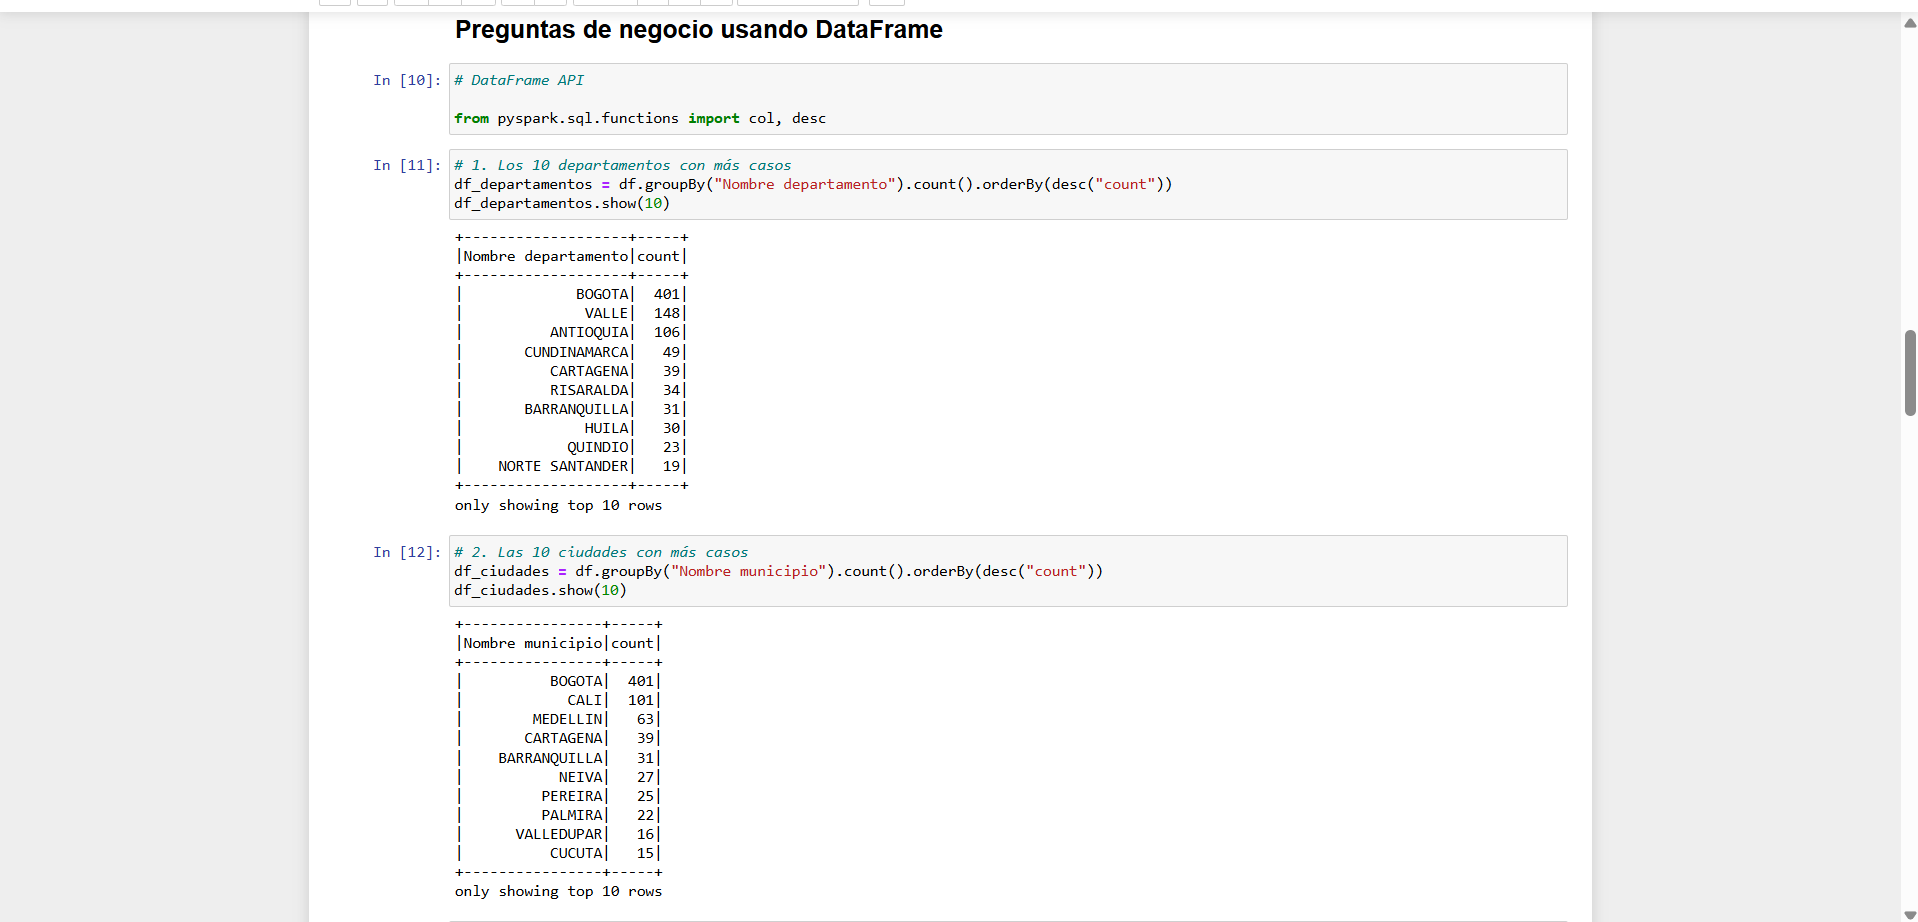 Preguntas de negocio usando DataFrame
In [10]: # DataFrame API
from pyspark.sql.functions import col, desc
In [11]: # 1. Los 10 departamentos con más casos
df_departamentos = df.groupBy("Nombre departamento").count().orderBy(desc("count"))
df_departamentos.show(10)
+-------------------+-----+
|Nombre departamento|count|
+-------------------+-----+
|             BOGOTA|  401|
|              VALLE|  148|
|          ANTIOQUIA|  106|
|       CUNDINAMARCA|   49|
|          CARTAGENA|   39|
|          RISARALDA|   34|
|       BARRANQUILLA|   31|
|              HUILA|   30|
|            QUINDIO|   23|
|    NORTE SANTANDER|   19|
+-------------------+-----+
only showing top 10 rows
In [12]: # 2. Las 10 ciudades con más casos
df_ciudades = df.groupBy("Nombre municipio").count().orderBy(desc("count"))
df_ciudades.show(10)
+----------------+-----+
|Nombre municipio|count|
+----------------+-----+
|          BOGOTA|  401|
|            CALI|  101|
|        MEDELLIN|   63|
|       CARTAGENA|   39|
|    BARRANQUILLA|   31|
|           NEIVA|   27|
|         PEREIRA|   25|
|         PALMIRA|   22|
|      VALLEDUPAR|   16|
|          CUCUTA|   15|
+----------------+-----+
only showing top 10 rows